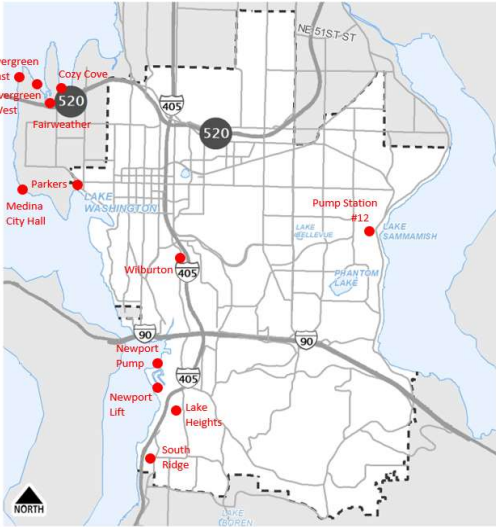 NE 51ST ST
vergreen
ast
Cozy Cove
vergreen
West
520
Fairweather
405
520
Parkers
LAKE
WASHINGTON
Medina
City Hall
Pump Station
#12
LAKE
BELLEVUE
LAKE
SAMMAMISH
Wilburton
405
PHANTOM
LAKE
90
90
Newport
Pump
405
Newport
Lift
Lake
Heights
South
Ridge
NORTH
LAKE
BOREN